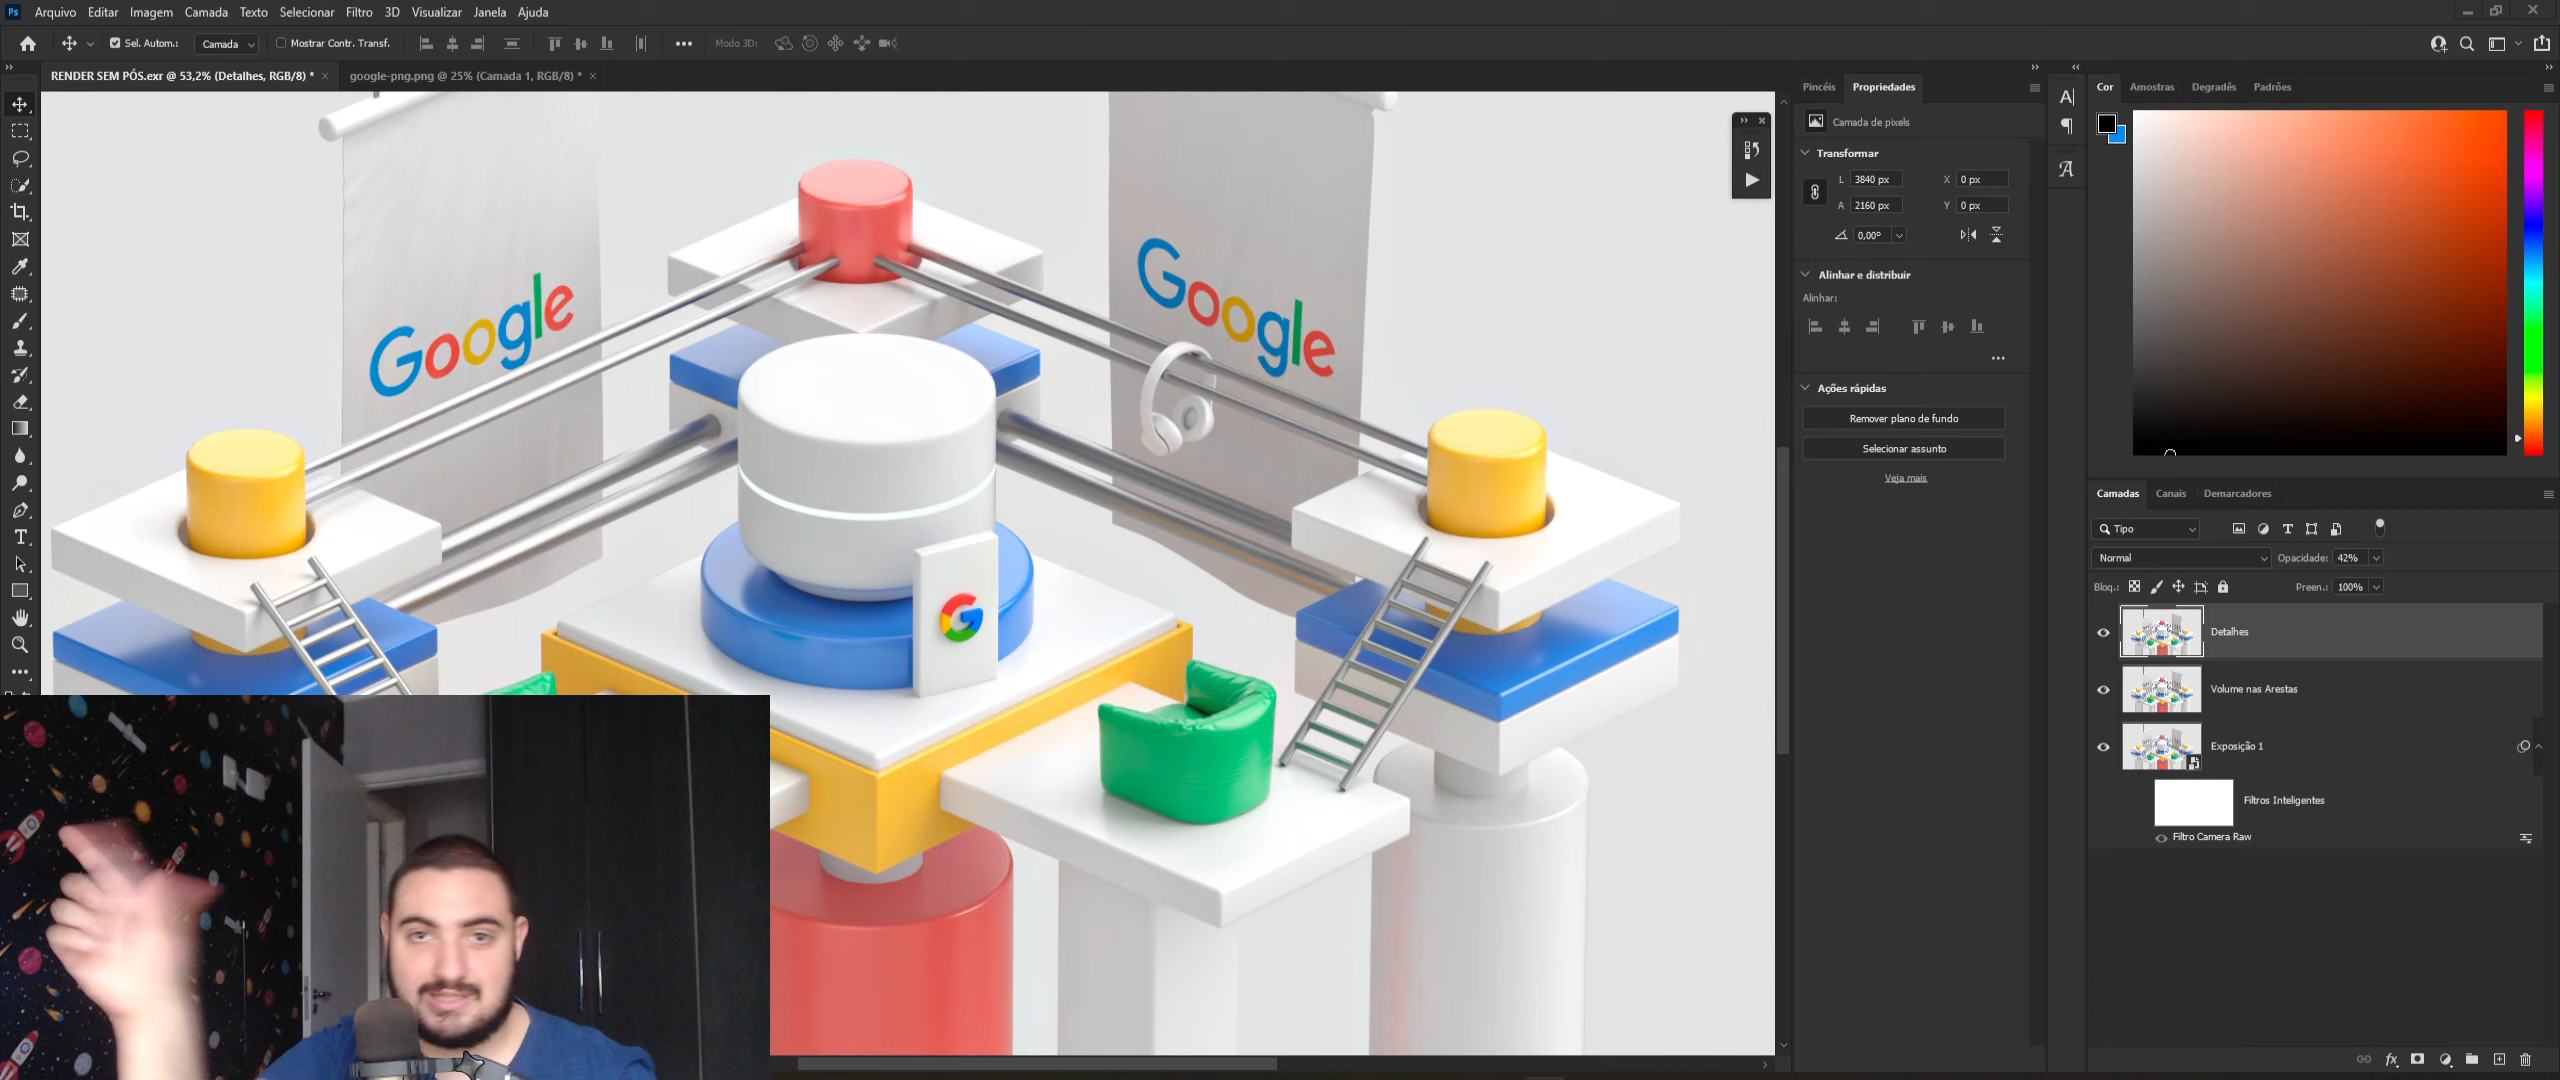 Ps Arquivo Editar Imagem Camada Texto Selecionar Filtro 3D Visualizar Janela Ajuda
Sel. Autom.: Camada Mostrar Contr. Transf. Modo 3D:
RENDER SEM PÓS.exr @ 53,2% (Detalhes, RGB/8) * google-png.png @ 25% (Camada 1, RGB/8) *
Google
Google
G
Pincéis Propriedades
Camada de pixels
Transformar
L 3840 px X 0 px
A 2160 px Y 0 px
0,00°
Alinhar e distribuir
Alinhar:
Ações rápidas
Remover plano de fundo
Selecionar assunto
Veja mais
Cor Amostras Degradês Padrões
Camadas Canais Demarcadores
Tipo
Normal Opacidade: 42%
Bloq.: Preen.: 100%
Detalhes
Volume nas Arestas
Exposição 1
Filtros Inteligentes
Filtro Camera Raw
fx